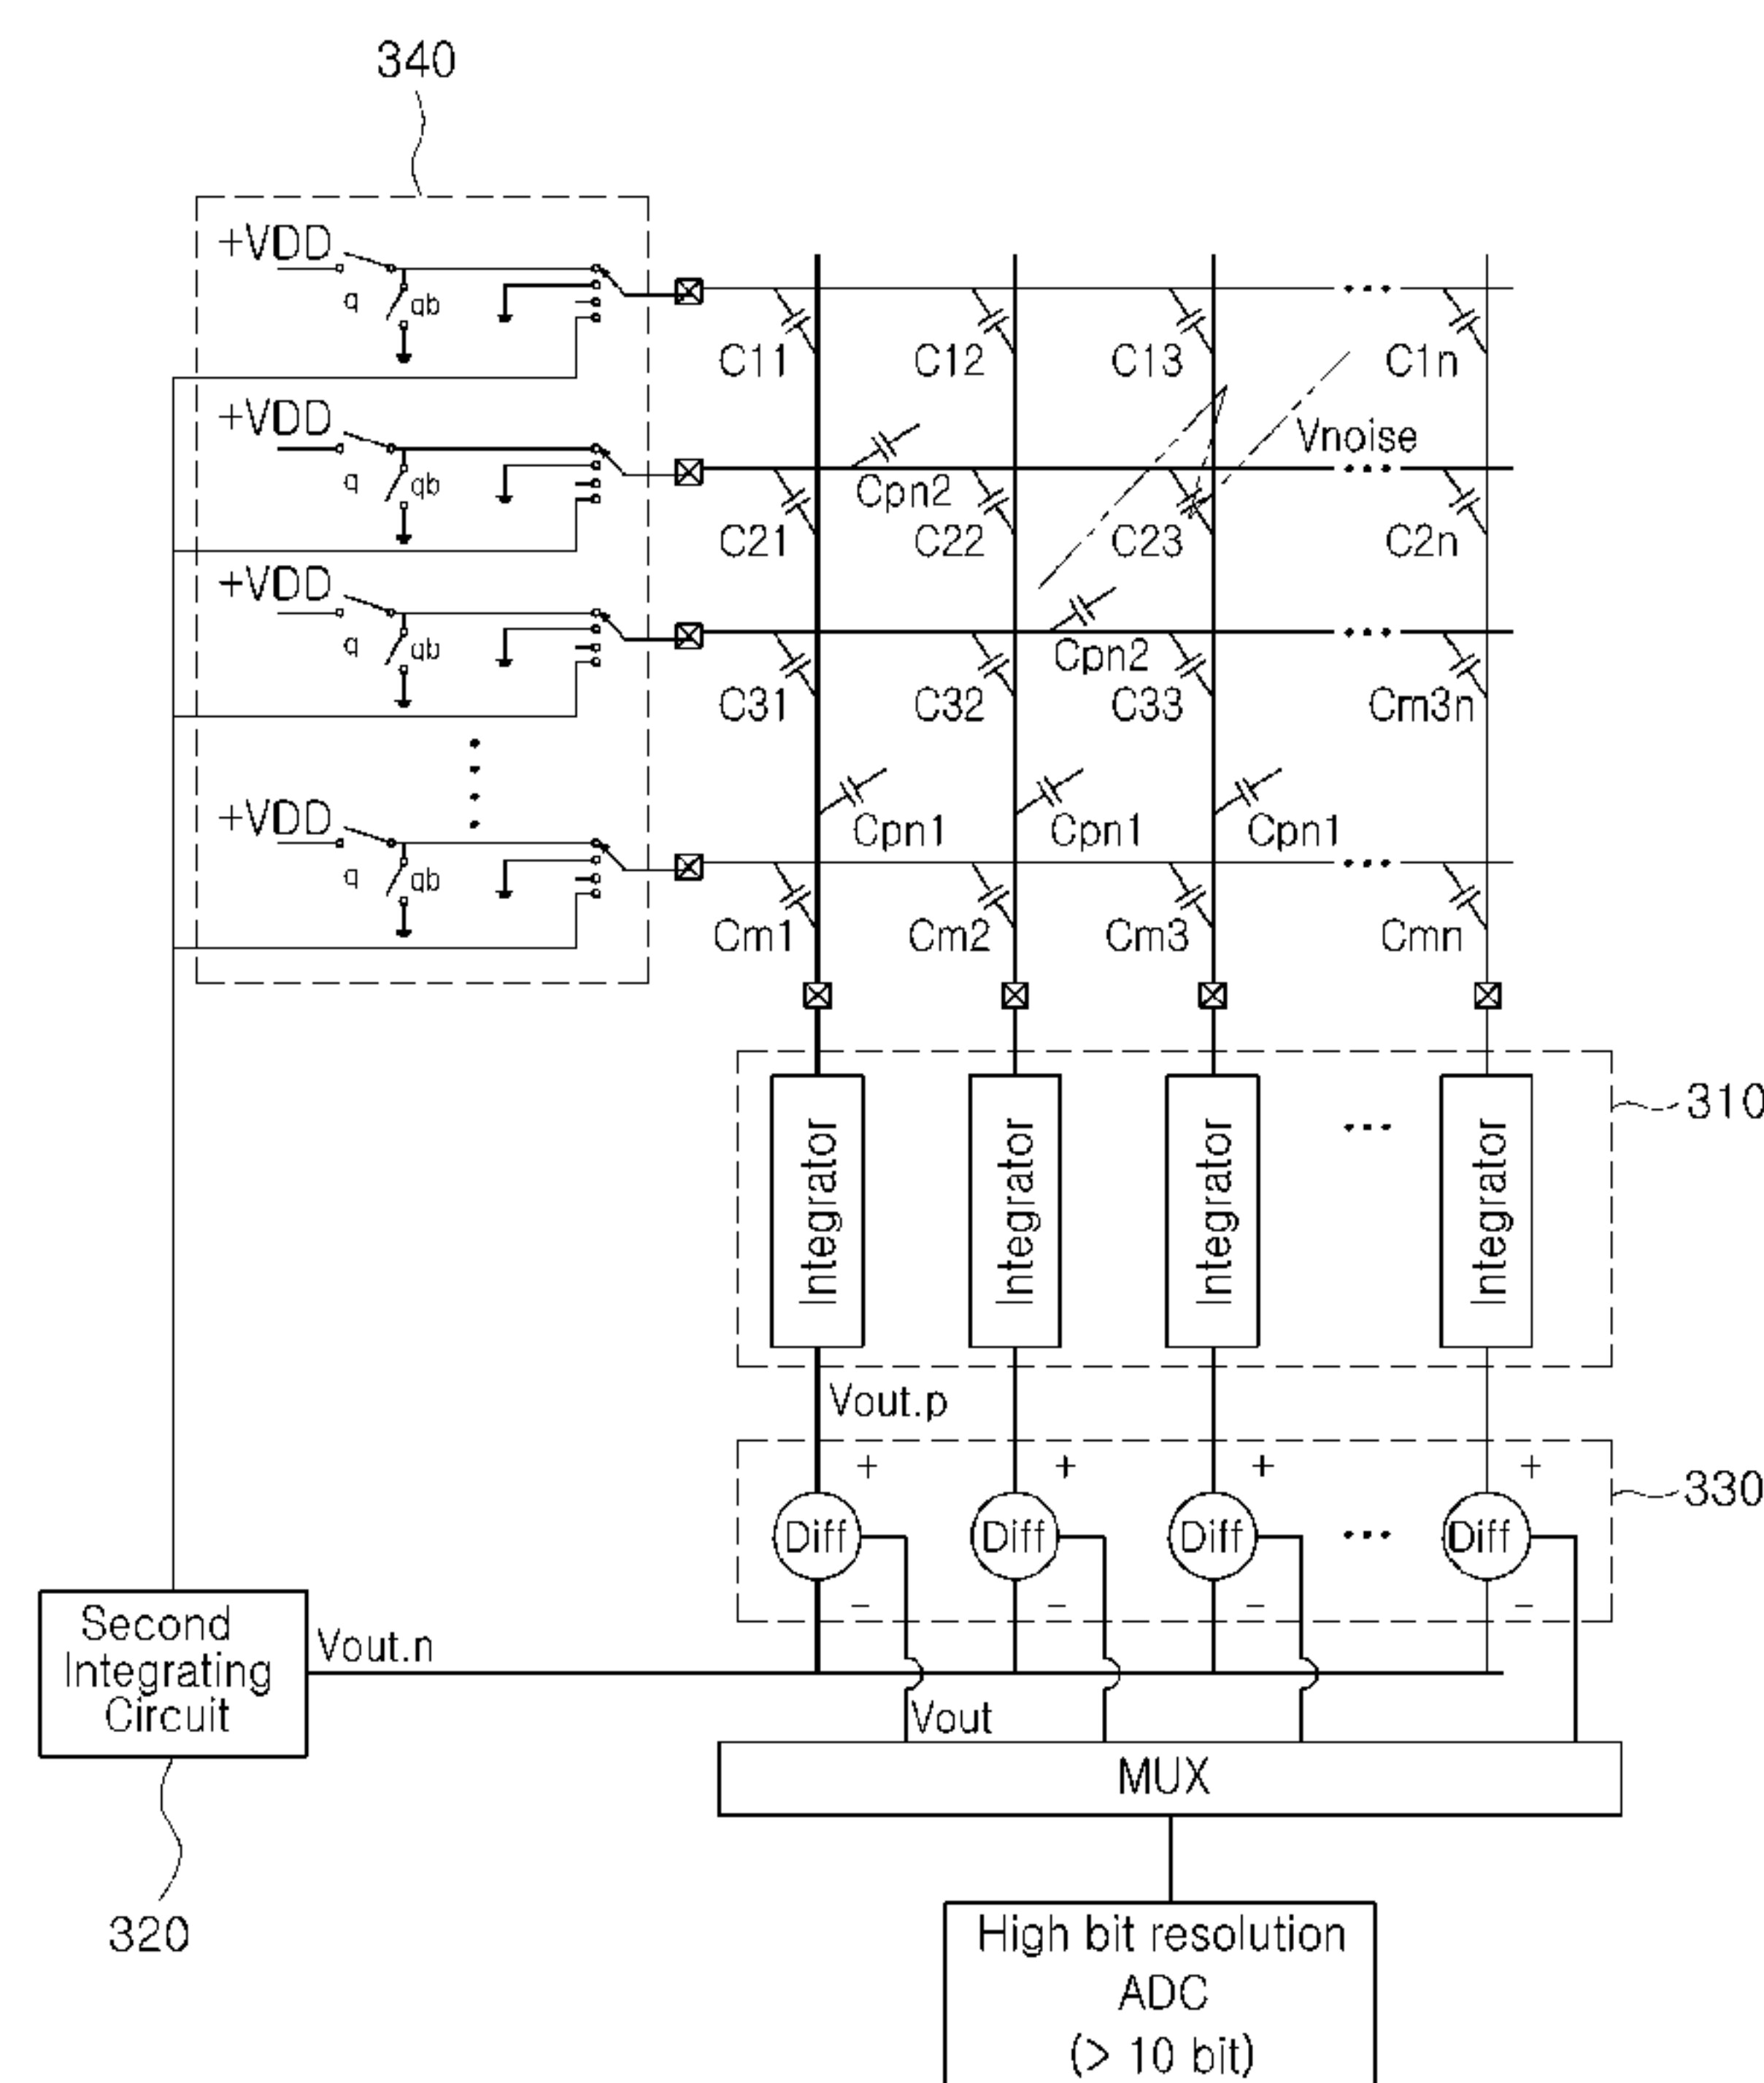 340
+VDD
q
qb
C11
C12
C13
C1n
+VDD
q
qb
Vnoise
Cpn2
C21
C22
C23
C2n
+VDD
q
qb
Cpn2
C31
C32
C33
Cm3n
+VDD
q
qb
Cpn1
Cpn1
Cpn1
Cm1
Cm2
Cm3
Cmn
310
Integrator
Integrator
Integrator
Integrator
Vout.p
330
+
+
+
+
Diff
Diff
Diff
Diff
−
−
−
−
Second
Integrating
Circuit
Vout.n
Vout
MUX
320
High bit resolution
ADC
(> 10 bit)